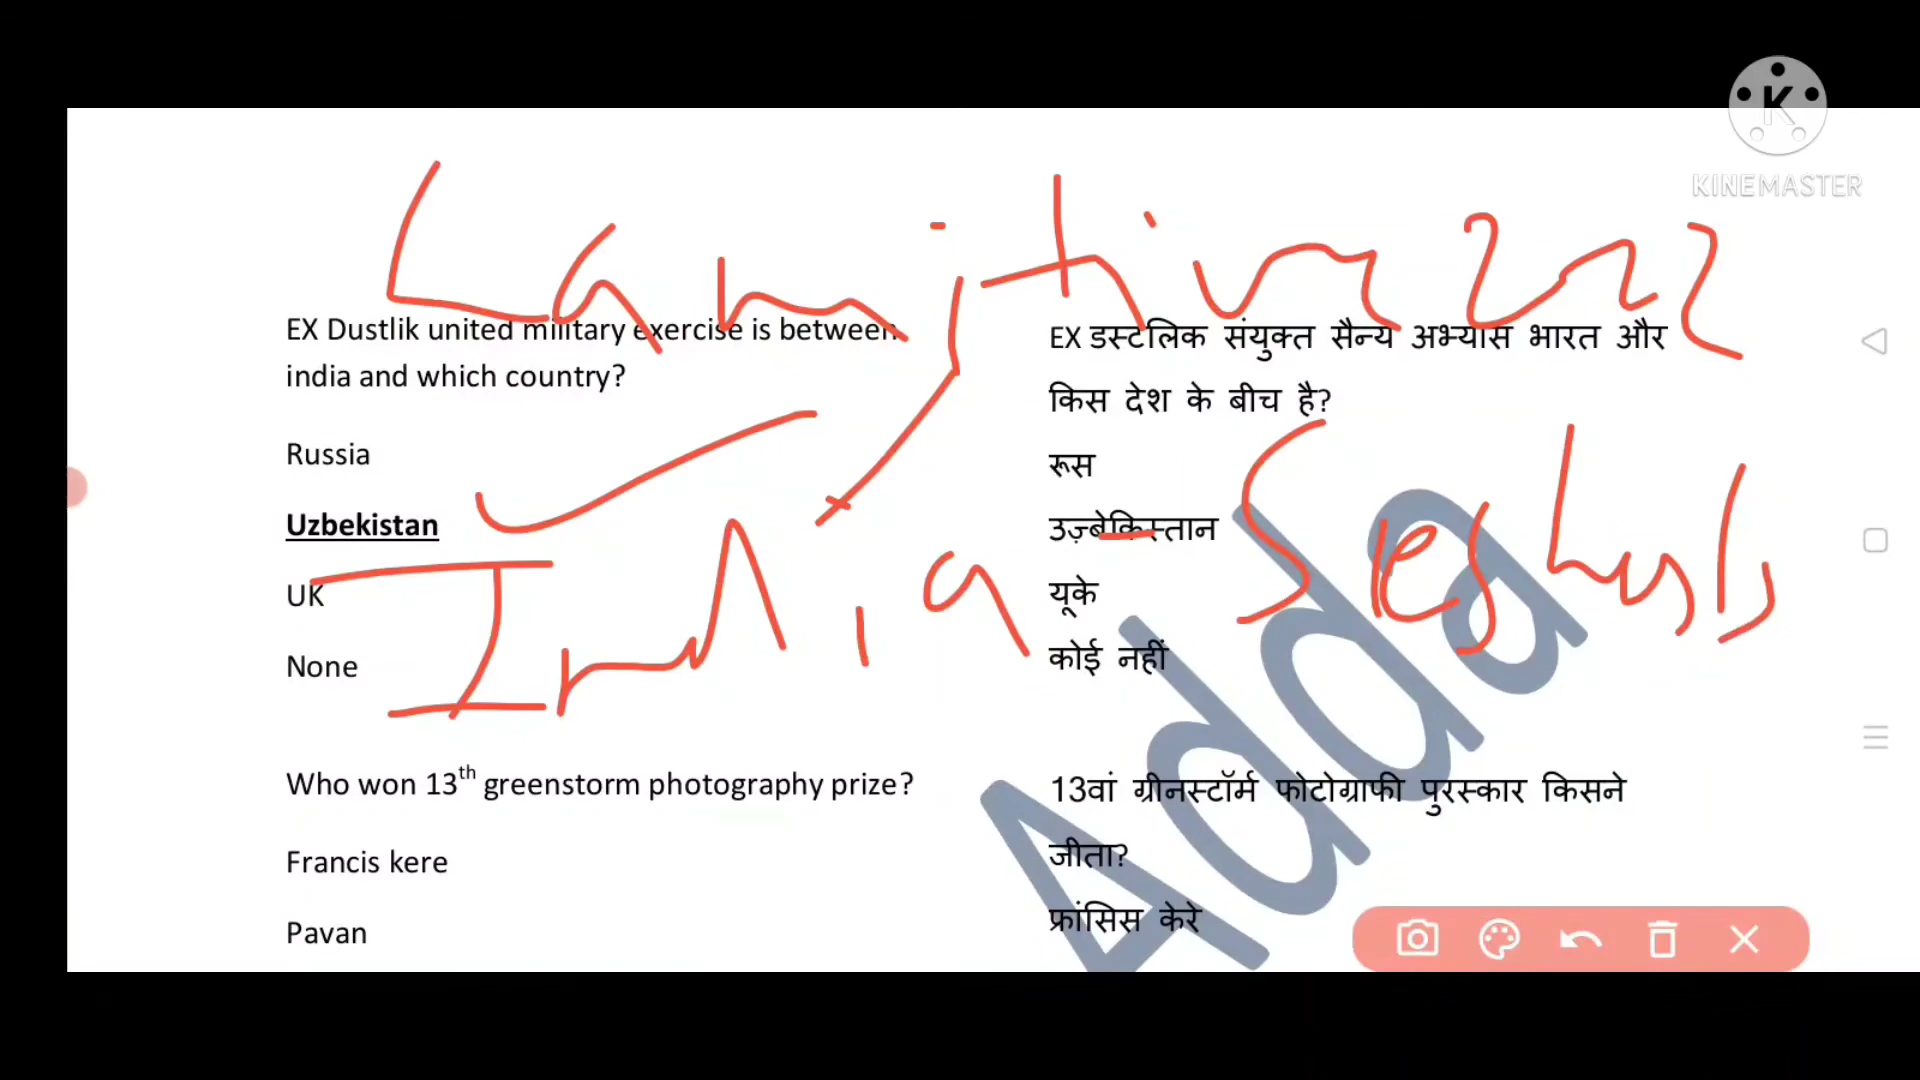 KINEMASTER
Lamitiye 2022
EX Dustlik united military exercise is between
india and which country?
Russia
Uzbekistan
UK
None
India
Who won 13th greenstorm photography prize?
Francis kere
Pavan
EX डस्टलिक संयुक्त सैन्य अभ्यास भारत और
किस देश के बीच है?
रूस
उज़्बेकिस्तान
यूके
कोई नहीं
13वां ग्रीनस्टॉर्म फोटोग्राफी पुरस्कार किसने
जीता?
फ्रांसिस केरे
Adda